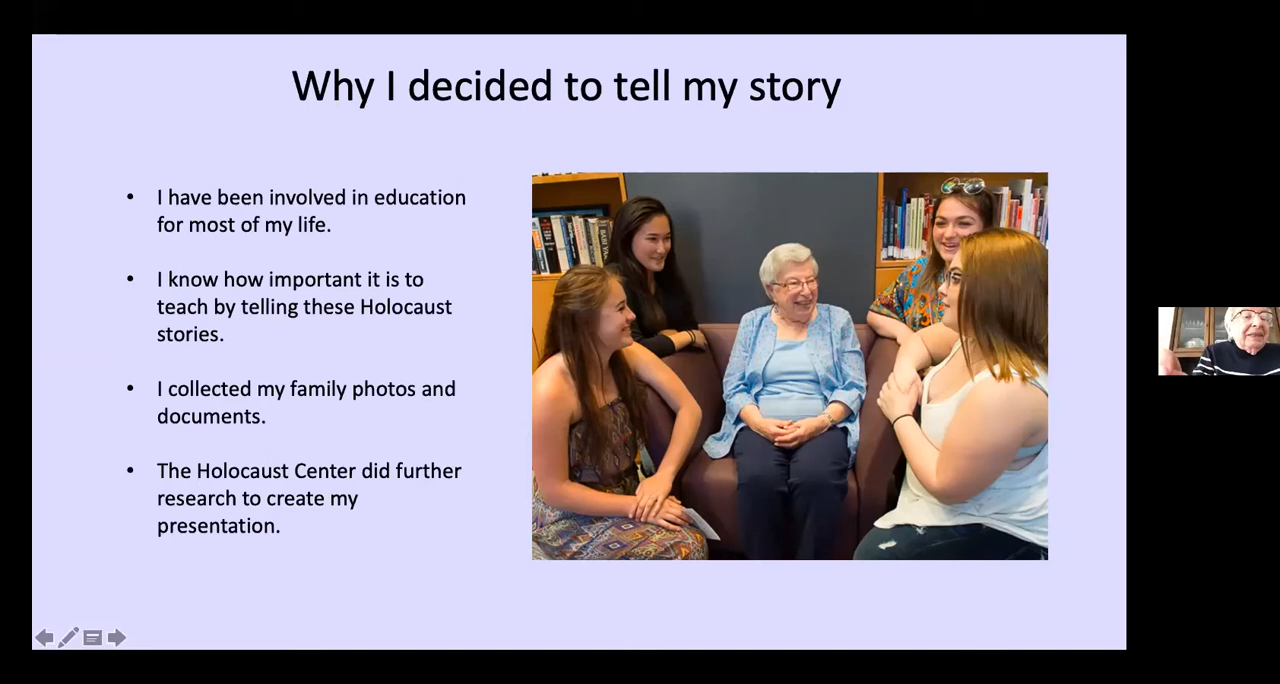 Why I decided to tell my story
• I have been involved in education
for most of my life.
• I know how important it is to
teach by telling these Holocaust
stories.
• I collected my family photos and
documents.
• The Holocaust Center did further
research to create my
presentation.